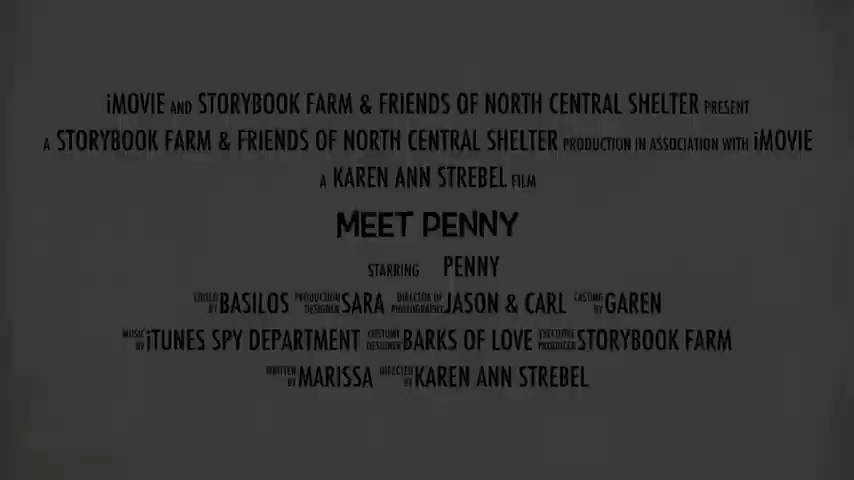 iMOVIE AND STORYBOOK FARM & FRIENDS OF NORTH CENTRAL SHELTER PRESENT
A STORYBOOK FARM & FRIENDS OF NORTH CENTRAL SHELTER PRODUCTION IN ASSOCIATION WITH iMOVIE
A KAREN ANN STREBEL FILM
MEET PENNY
STARRING PENNY
EDITED BY BASILOS PRODUCTION DESIGNER SARA DIRECTOR OF PHOTOGRAPHY JASON & CARL CASTING BY GAREN
MUSIC BY iTUNES SPY DEPARTMENT COSTUME DESIGNER BARKS OF LOVE EXECUTIVE PRODUCER STORYBOOK FARM
WRITTEN BY MARISSA DIRECTED BY KAREN ANN STREBEL